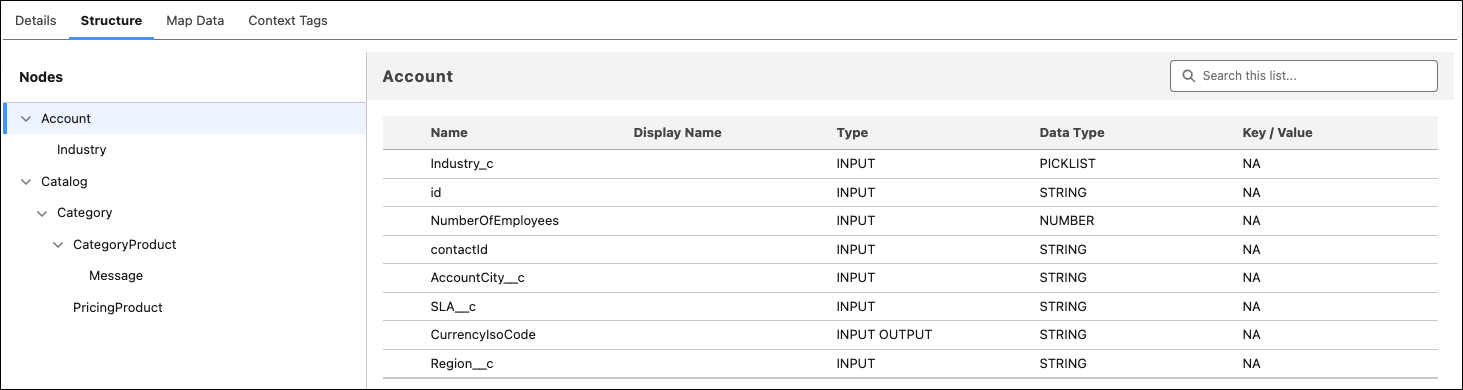 Details Structure Map Data Context Tags
Nodes
Account
Industry
Catalog
Category
CategoryProduct
Message
PricingProduct
Account
Search this list...
Name Display Name Type Data Type Key / Value
Industry_c INPUT PICKLIST NA
id INPUT STRING NA
NumberOfEmployees INPUT NUMBER NA
contactId INPUT STRING NA
AccountCity__c INPUT STRING NA
SLA__c INPUT STRING NA
CurrencyIsoCode INPUT OUTPUT STRING NA
Region__c INPUT STRING NA